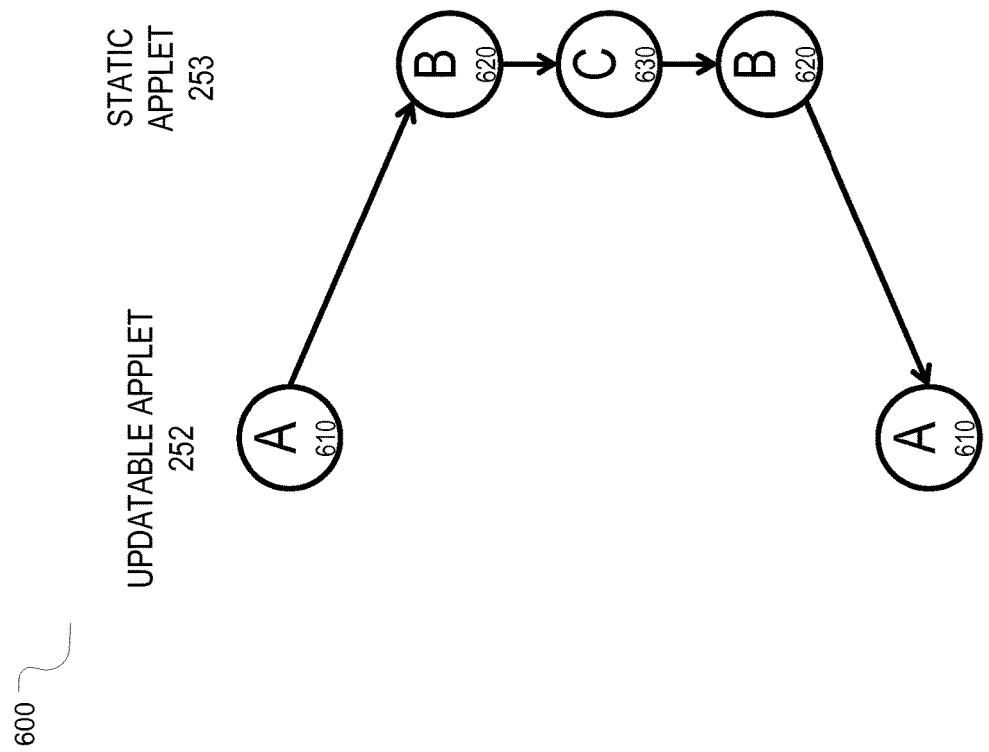 600
UPDATABLE APPLET
252
STATIC
APPLET
253
A
610
B
620
C
630
B
620
A
610